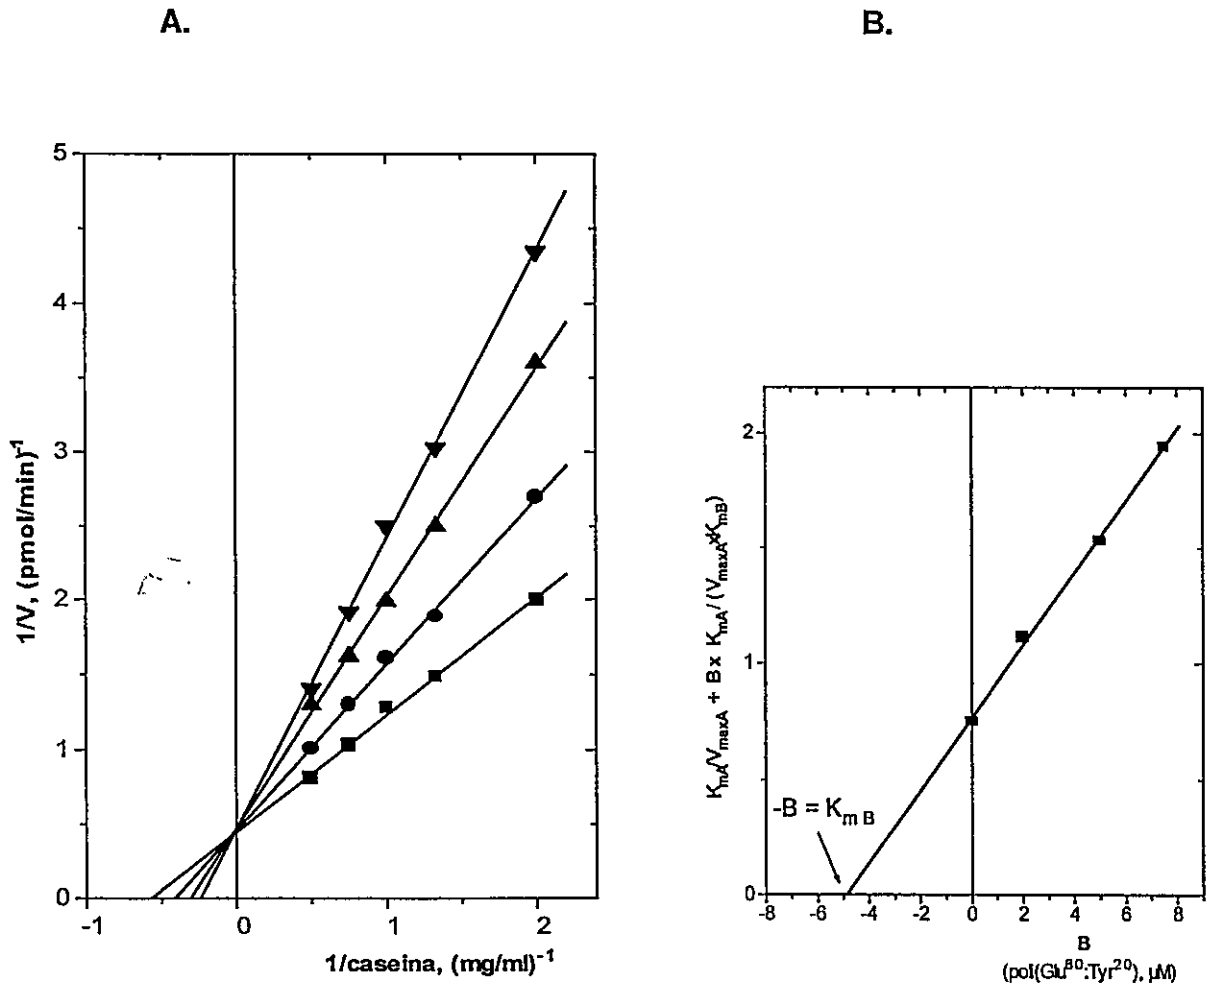 A.
B.
5
4
3
2
1
0
-1
0
1
2
1/V, (pmol/min)⁻¹
1/caseina, (mg/ml)⁻¹
2
1
0
-8
-6
-4
-2
0
2
4
6
8
K_mA/V_maxA + B x K_mA/(V_maxA x K_mB)
-B = K_mB
B
(pol(Glu⁸⁰:Tyr²⁰), µM)